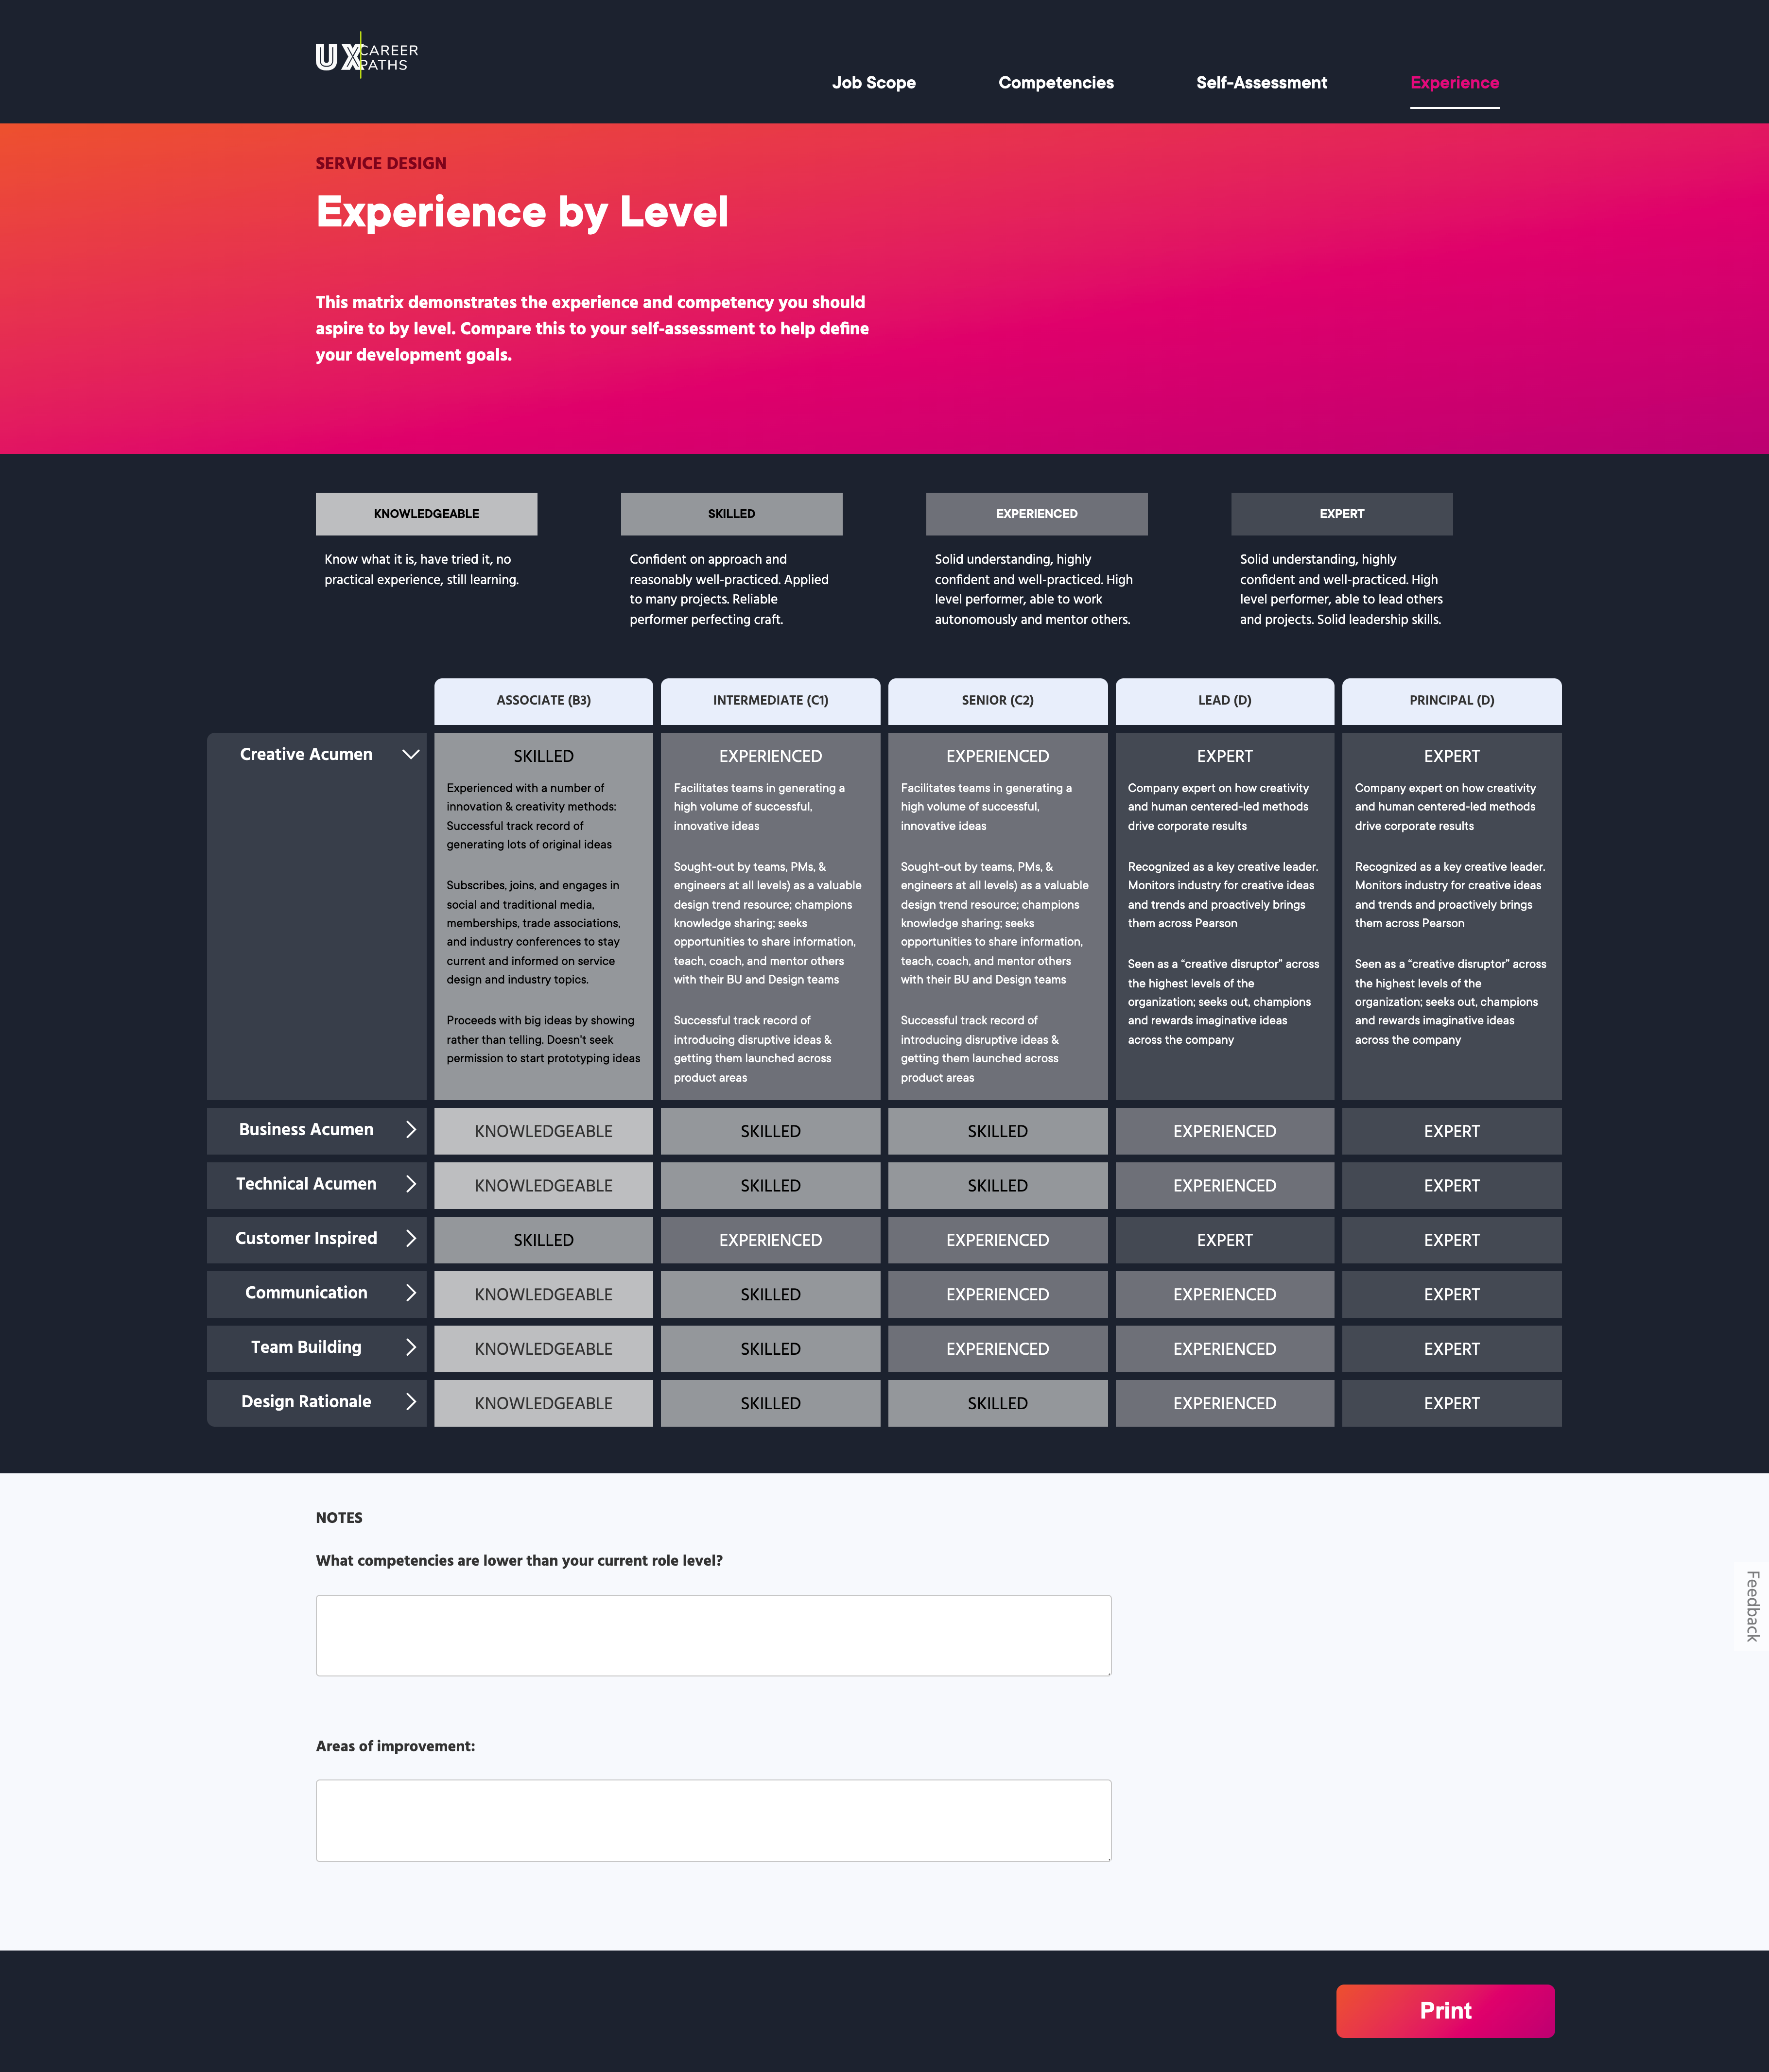 UX CAREER
PATHS
Job Scope Competencies Self-Assessment Experience
SERVICE DESIGN
Experience by Level
This matrix demonstrates the experience and competency you should
aspire to by level. Compare this to your self-assessment to help define
your development goals.
KNOWLEDGEABLE
Know what it is, have tried it, no
practical experience, still learning.
SKILLED
Confident on approach and
reasonably well-practiced. Applied
to many projects. Reliable
performer perfecting craft.
EXPERIENCED
Solid understanding, highly
confident and well-practiced. High
level performer, able to work
autonomously and mentor others.
EXPERT
Solid understanding, highly
confident and well-practiced. High
level performer, able to lead others
and projects. Solid leadership skills.
ASSOCIATE (B3) INTERMEDIATE (C1) SENIOR (C2) LEAD (D) PRINCIPAL (D)
Creative Acumen
SKILLED
Experienced with a number of
innovation & creativity methods:
Successful track record of
generating lots of original ideas
Subscribes, joins, and engages in
social and traditional media,
memberships, trade associations,
and industry conferences to stay
current and informed on service
design and industry topics.
Proceeds with big ideas by showing
rather than telling. Doesn't seek
permission to start prototyping ideas
EXPERIENCED
Facilitates teams in generating a
high volume of successful,
innovative ideas
Sought-out by teams, PMs, &
engineers at all levels) as a valuable
design trend resource; champions
knowledge sharing; seeks
opportunities to share information,
teach, coach, and mentor others
with their BU and Design teams
Successful track record of
introducing disruptive ideas &
getting them launched across
product areas
EXPERIENCED
Facilitates teams in generating a
high volume of successful,
innovative ideas
Sought-out by teams, PMs, &
engineers at all levels) as a valuable
design trend resource; champions
knowledge sharing; seeks
opportunities to share information,
teach, coach, and mentor others
with their BU and Design teams
Successful track record of
introducing disruptive ideas &
getting them launched across
product areas
EXPERT
Company expert on how creativity
and human centered-led methods
drive corporate results
Recognized as a key creative leader.
Monitors industry for creative ideas
and trends and proactively brings
them across Pearson
Seen as a “creative disruptor” across
the highest levels of the
organization; seeks out, champions
and rewards imaginative ideas
across the company
EXPERT
Company expert on how creativity
and human centered-led methods
drive corporate results
Recognized as a key creative leader.
Monitors industry for creative ideas
and trends and proactively brings
them across Pearson
Seen as a “creative disruptor” across
the highest levels of the
organization; seeks out, champions
and rewards imaginative ideas
across the company
Business Acumen KNOWLEDGEABLE SKILLED SKILLED EXPERIENCED EXPERT
Technical Acumen KNOWLEDGEABLE SKILLED SKILLED EXPERIENCED EXPERT
Customer Inspired SKILLED EXPERIENCED EXPERIENCED EXPERT EXPERT
Communication KNOWLEDGEABLE SKILLED EXPERIENCED EXPERIENCED EXPERT
Team Building KNOWLEDGEABLE SKILLED EXPERIENCED EXPERIENCED EXPERT
Design Rationale KNOWLEDGEABLE SKILLED SKILLED EXPERIENCED EXPERT
NOTES
What competencies are lower than your current role level?
Feedback
Areas of improvement:
Print